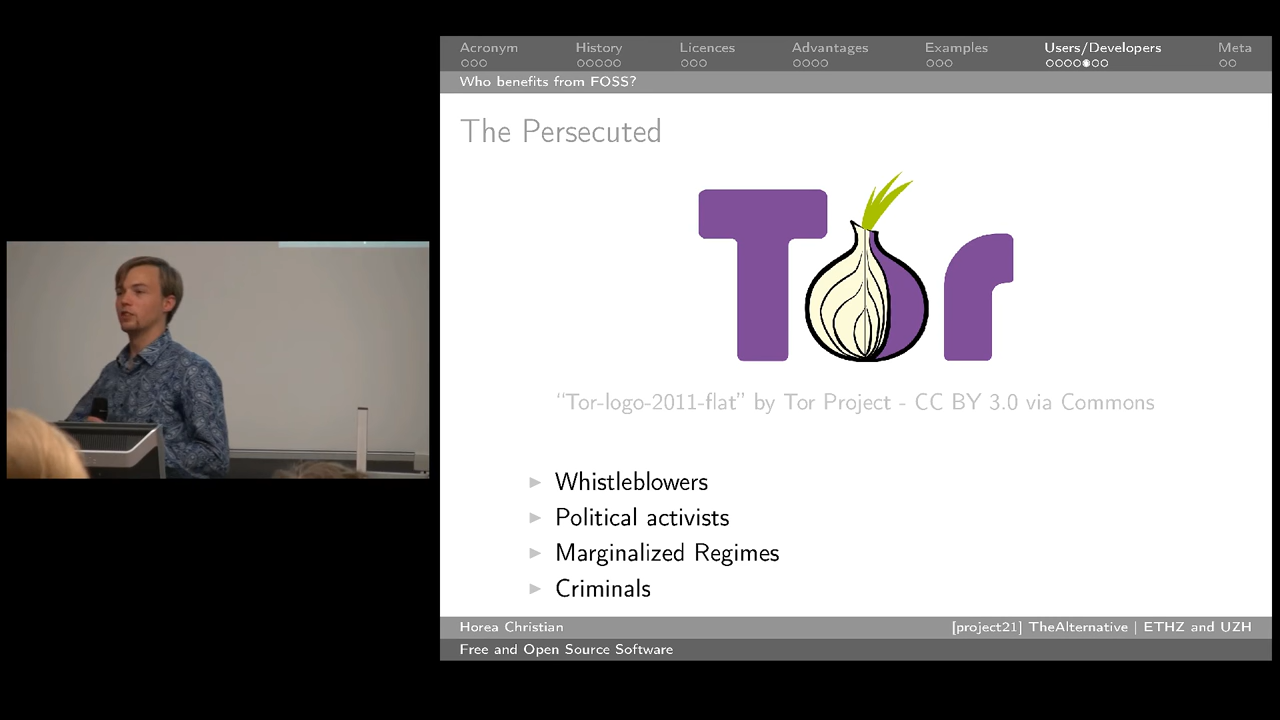 Acronym History Licences Advantages Examples Users/Developers Meta
Who benefits from FOSS?
The Persecuted
Tor
“Tor-logo-2011-flat” by Tor Project - CC BY 3.0 via Commons
Whistleblowers
Political activists
Marginalized Regimes
Criminals
Horea Christian [project21] TheAlternative | ETHZ and UZH
Free and Open Source Software